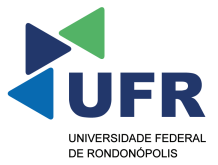 UFR
UNIVERSIDADE FEDERAL
DE RONDONÓPOLIS